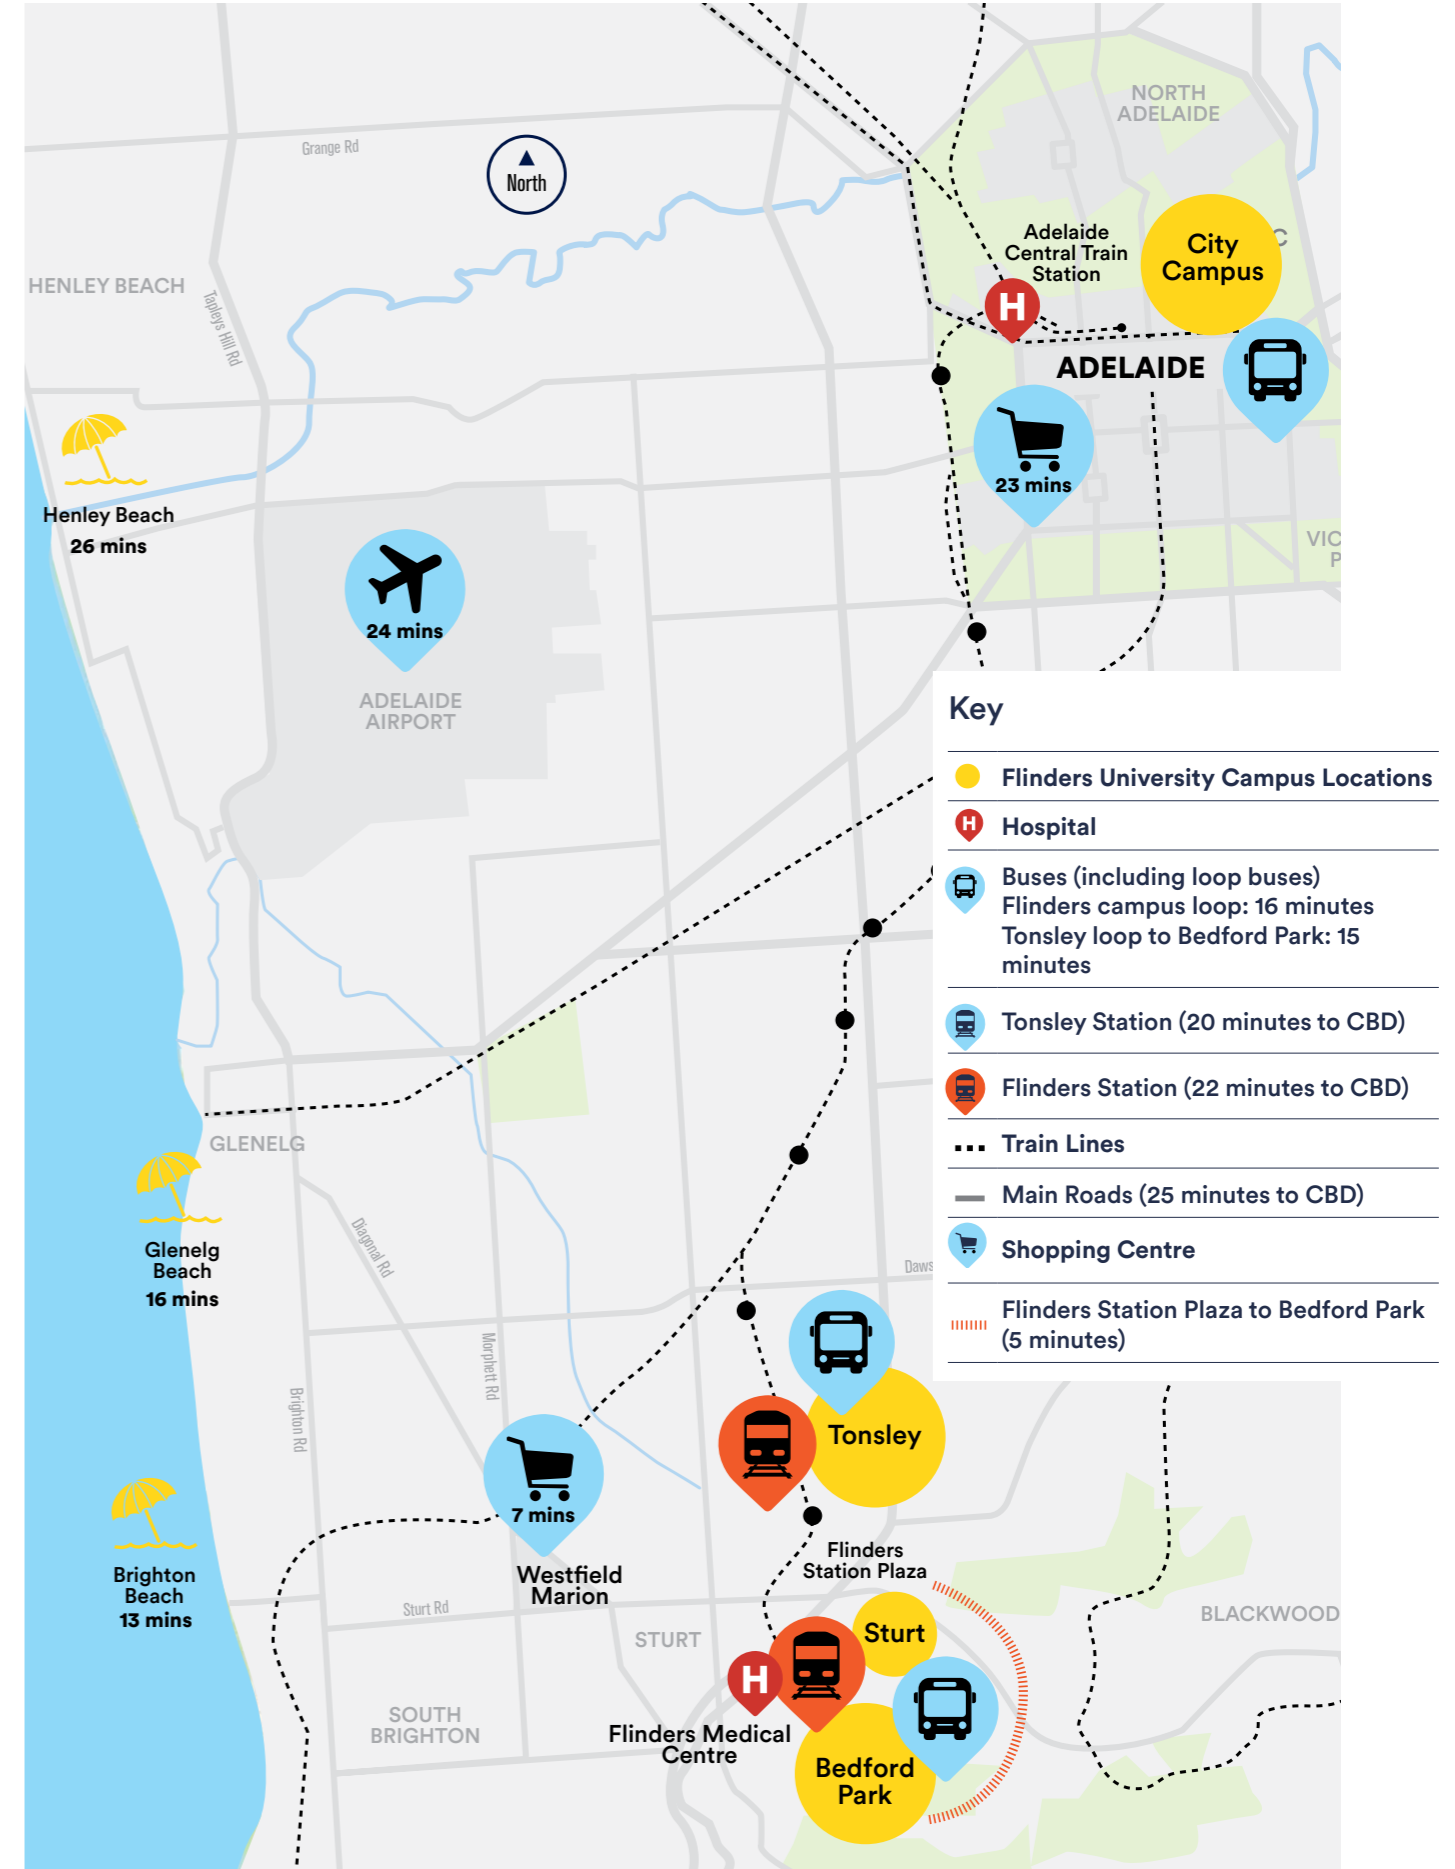 NORTH
ADELAIDE
Grange Rd
North
Adelaide
Central Train
Station
City
Campus
C
HENLEY BEACH
Tapleys Hill Rd
H
ADELAIDE
23 mins
Henley Beach
26 mins
VIC
P
24 mins
ADELAIDE
AIRPORT
Key
Flinders University Campus Locations
H
Hospital
Buses (including loop buses)
Flinders campus loop: 16 minutes
Tonsley loop to Bedford Park: 15
minutes
Tonsley Station (20 minutes to CBD)
Flinders Station (22 minutes to CBD)
Train Lines
Main Roads (25 minutes to CBD)
Shopping Centre
Flinders Station Plaza to Bedford Park
(5 minutes)
GLENELG
Glenelg
Beach
16 mins
Diagonal Rd
Daws
Morphett Rd
Brighton Rd
Tonsley
7 mins
Westfield
Marion
Flinders
Station Plaza
Brighton
Beach
13 mins
Sturt Rd
STURT
Sturt
BLACKWOOD
H
SOUTH
BRIGHTON
Flinders Medical
Centre
Bedford
Park